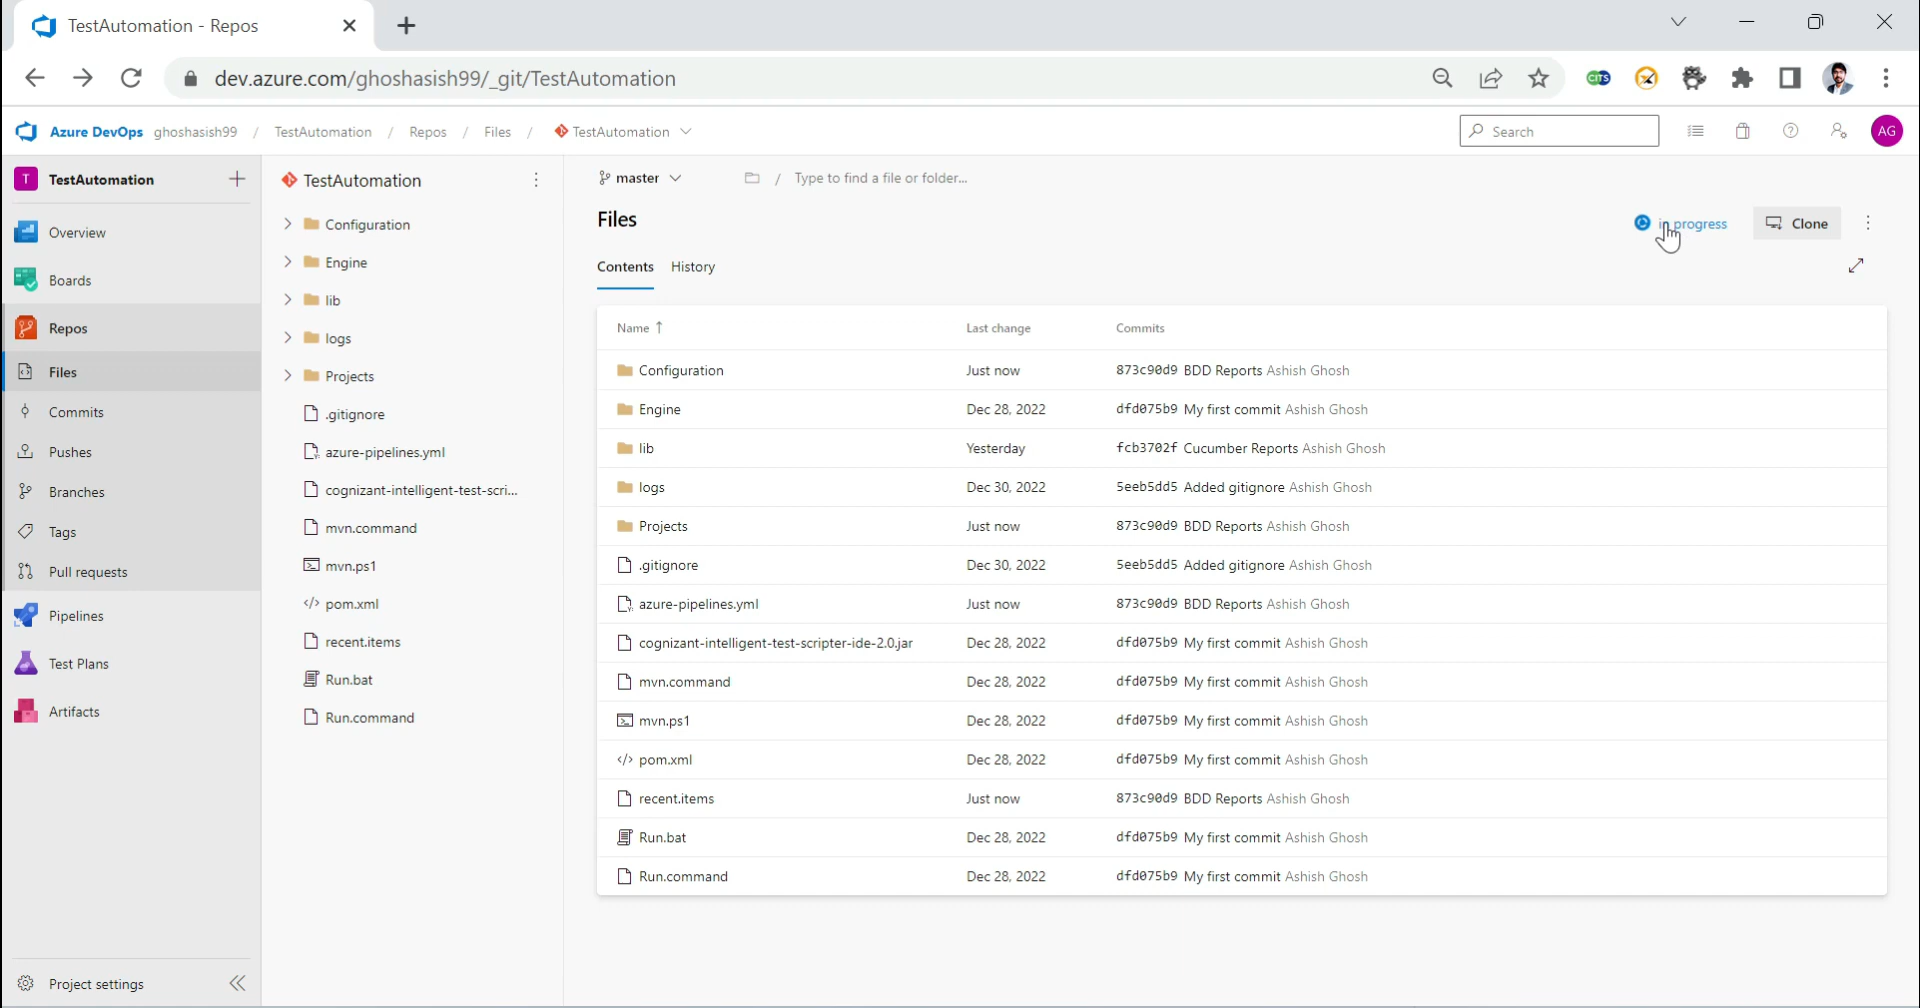 TestAutomation - Repos
dev.azure.com/ghoshasish99/_git/TestAutomation
CITS
Azure DevOps ghoshasish99 / TestAutomation / Repos / Files / TestAutomation
Search
AG
T TestAutomation
Overview
Boards
Repos
Files
Commits
Pushes
Branches
Tags
Pull requests
Pipelines
Test Plans
Artifacts
Project settings
TestAutomation
Configuration
Engine
lib
logs
Projects
.gitignore
azure-pipelines.yml
cognizant-intelligent-test-scri...
mvn.command
mvn.ps1
pom.xml
recent.items
Run.bat
Run.command
master / Type to find a file or folder...
Files
in progress
Clone
Contents History
Name ↑ Last change Commits
Configuration Just now 873c90d9 BDD Reports Ashish Ghosh
Engine Dec 28, 2022 dfd075b9 My first commit Ashish Ghosh
lib Yesterday fcb3702f Cucumber Reports Ashish Ghosh
logs Dec 30, 2022 5eeb5dd5 Added gitignore Ashish Ghosh
Projects Just now 873c90d9 BDD Reports Ashish Ghosh
.gitignore Dec 30, 2022 5eeb5dd5 Added gitignore Ashish Ghosh
azure-pipelines.yml Just now 873c90d9 BDD Reports Ashish Ghosh
cognizant-intelligent-test-scripter-ide-2.0.jar Dec 28, 2022 dfd075b9 My first commit Ashish Ghosh
mvn.command Dec 28, 2022 dfd075b9 My first commit Ashish Ghosh
mvn.ps1 Dec 28, 2022 dfd075b9 My first commit Ashish Ghosh
pom.xml Dec 28, 2022 dfd075b9 My first commit Ashish Ghosh
recent.items Just now 873c90d9 BDD Reports Ashish Ghosh
Run.bat Dec 28, 2022 dfd075b9 My first commit Ashish Ghosh
Run.command Dec 28, 2022 dfd075b9 My first commit Ashish Ghosh